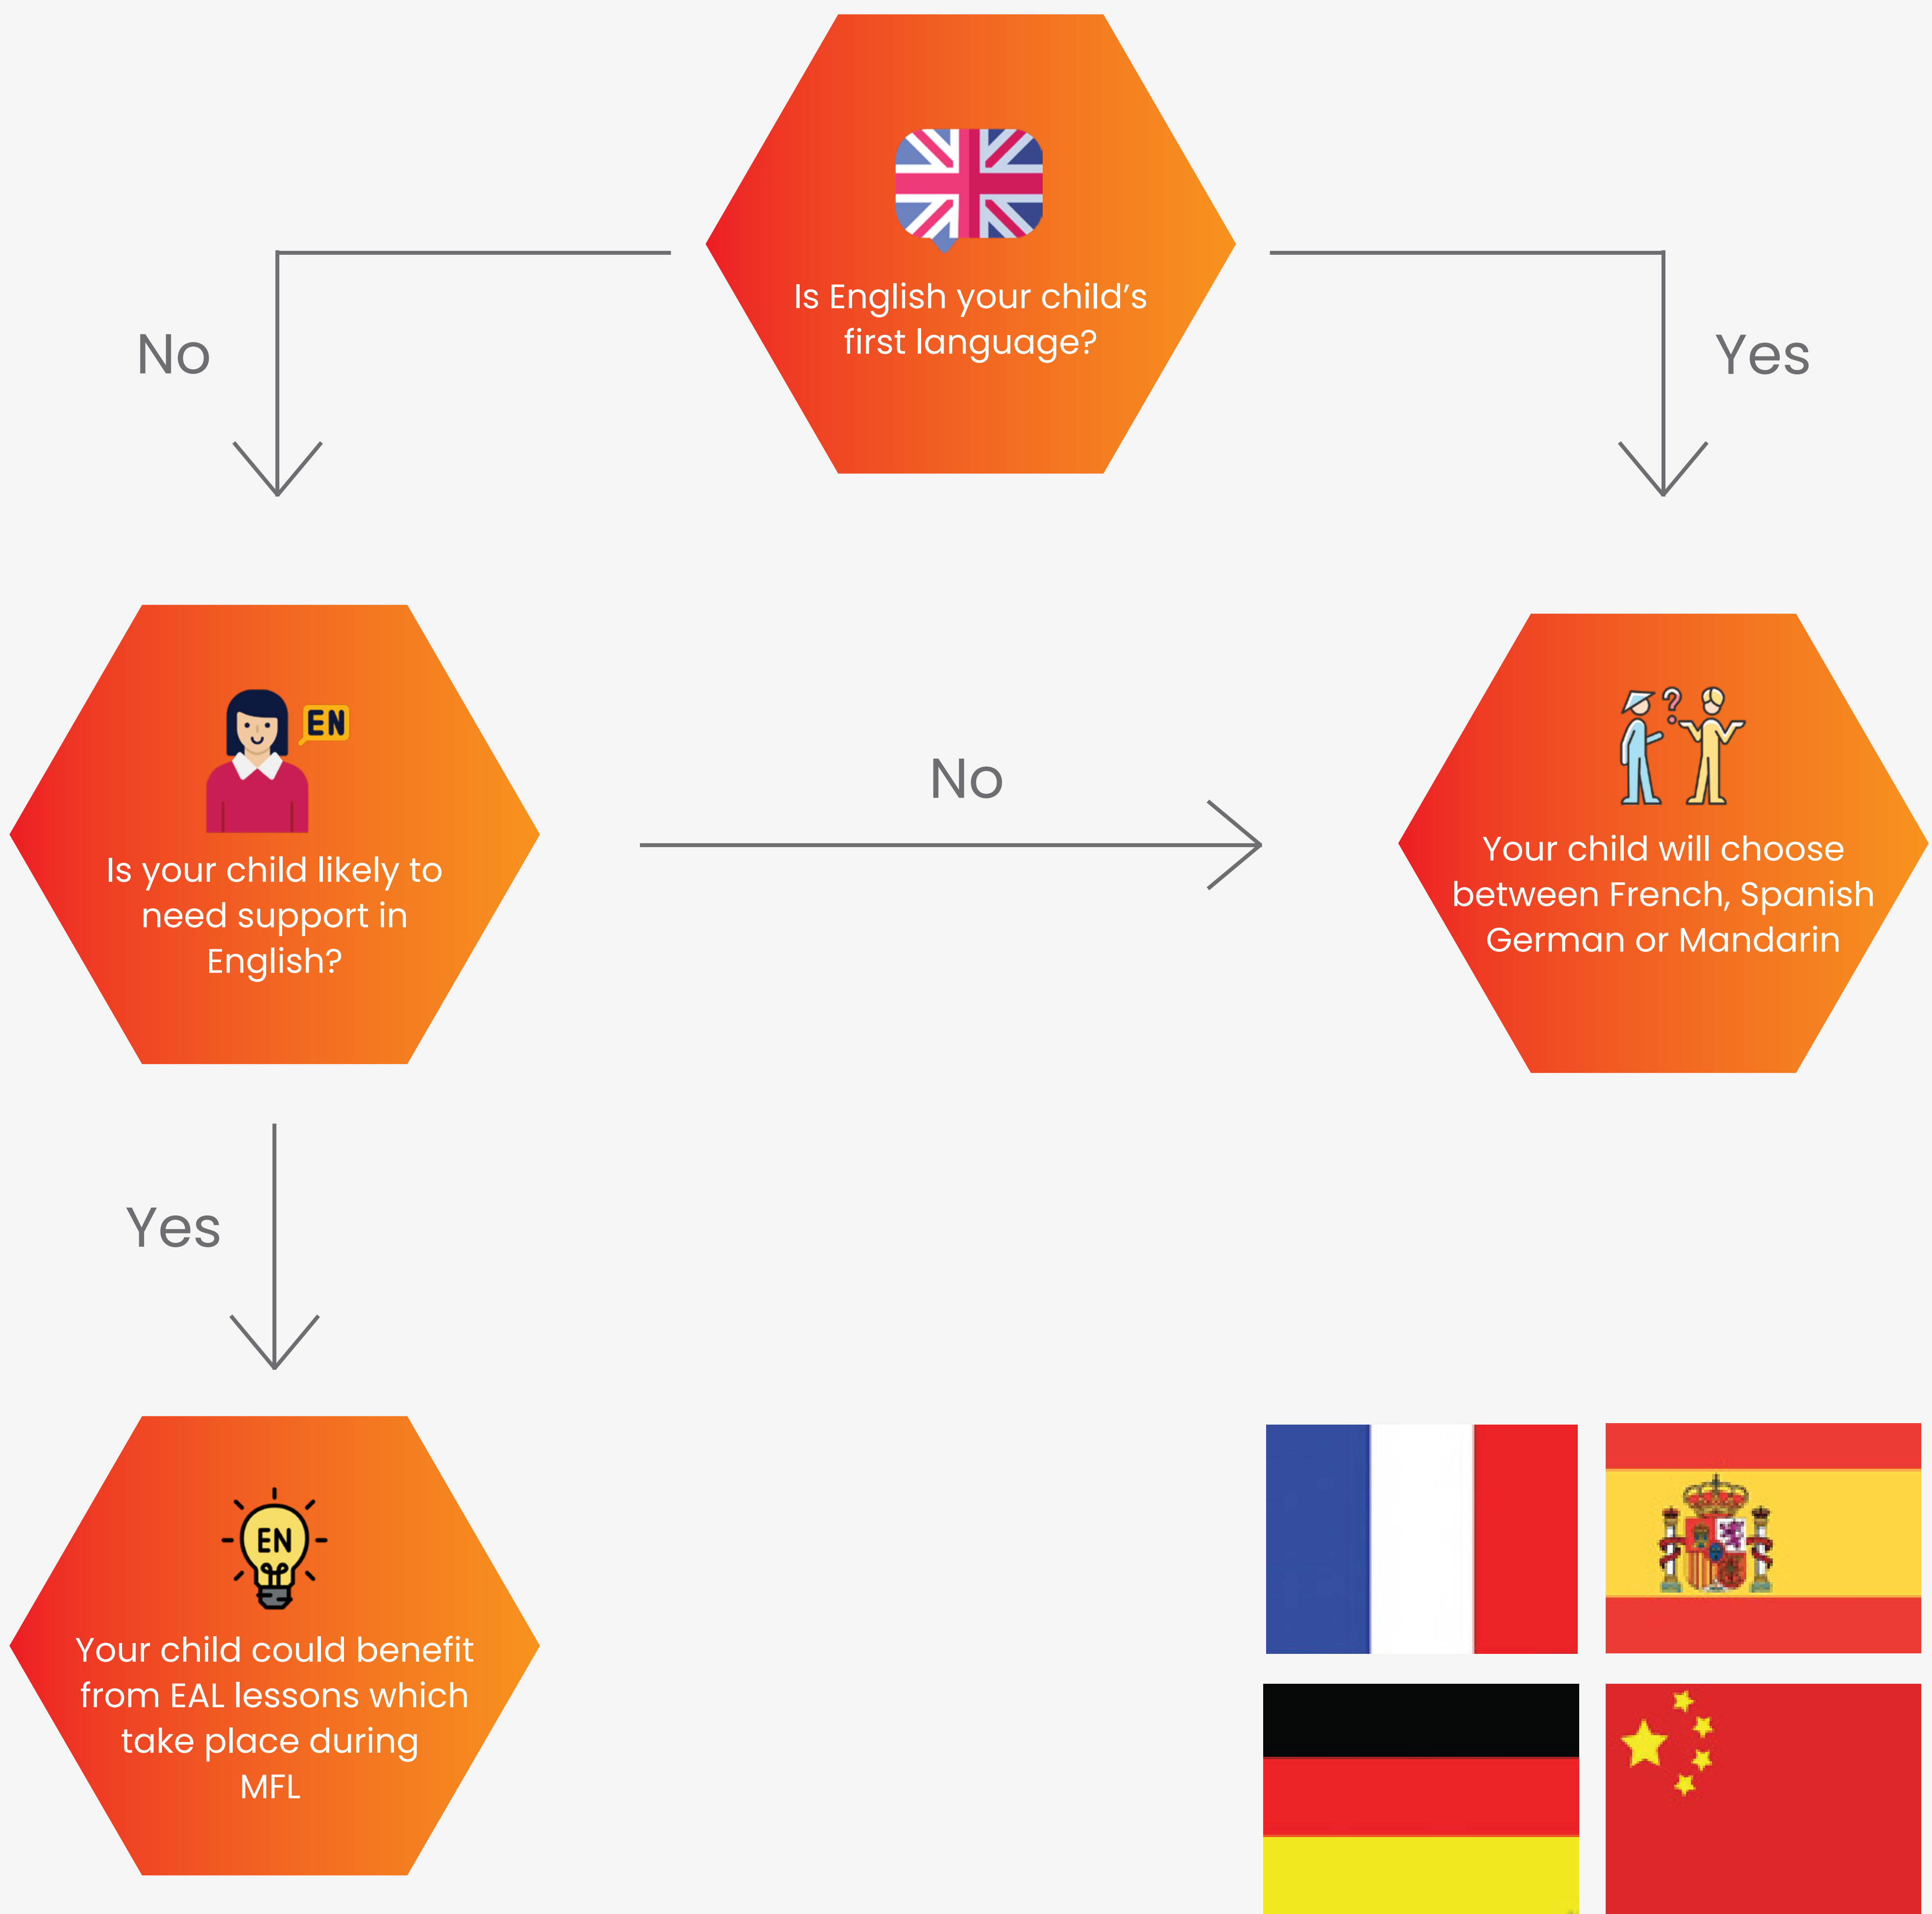 Is English your child’s
first language?
No
Yes
EN
Is your child likely to
need support in
English?
No
?
Your child will choose
between French, Spanish
German or Mandarin
Yes
EN
Your child could benefit
from EAL lessons which
take place during
MFL